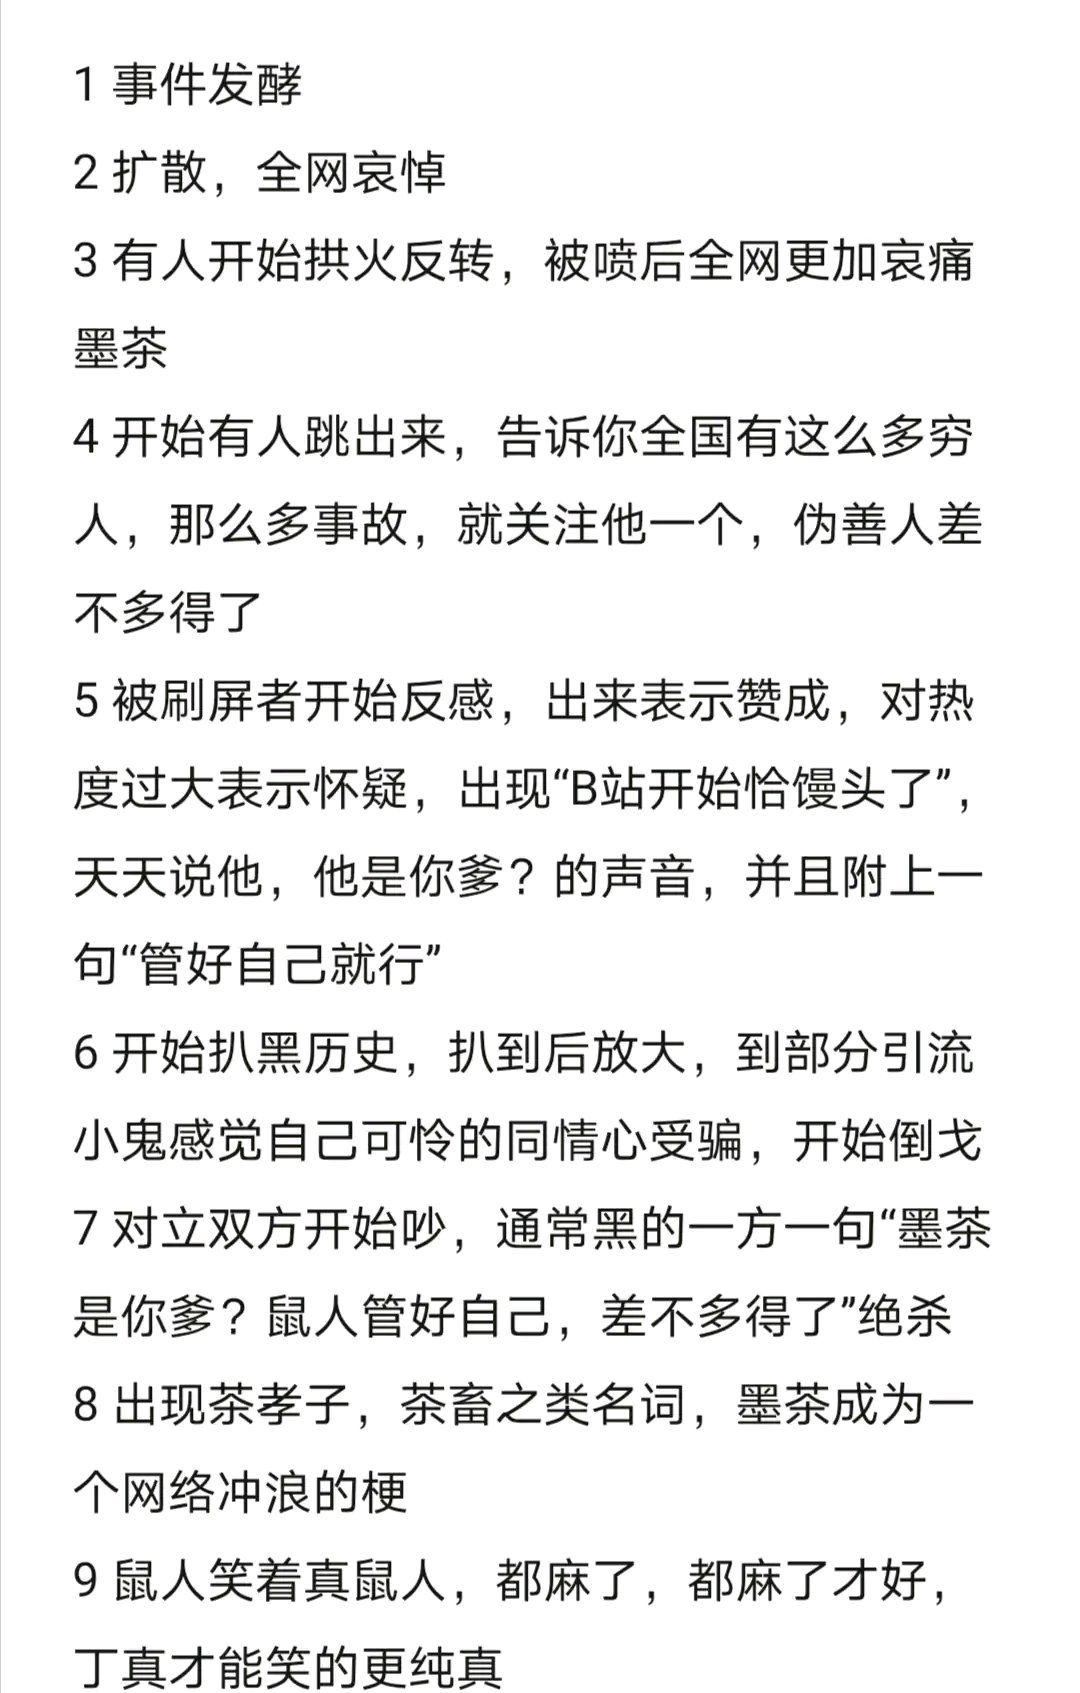 1 事件发酵
2 扩散，全网哀悼
3 有人开始拱火反转，被喷后全网更加哀痛
墨茶
4 开始有人跳出来，告诉你全国有这么多穷
人，那么多事故，就关注他一个，伪善人差
不多得了
5 被刷屏者开始反感，出来表示赞成，对热
度过大表示怀疑，出现“B站开始恰馒头了”，
天天说他，他是你爹？的声音，并且附上一
句“管好自己就行”
6 开始扒黑历史，扒到后放大，到部分引流
小鬼感觉自己可怜的同情心受骗，开始倒戈
7 对立双方开始吵，通常黑的一方一句“墨茶
是你爹？鼠人管好自己，差不多得了”绝杀
8 出现茶孝子，茶畜之类名词，墨茶成为一
个网络冲浪的梗
9 鼠人笑着真鼠人，都麻了，都麻了才好，
丁真才能笑的更纯真